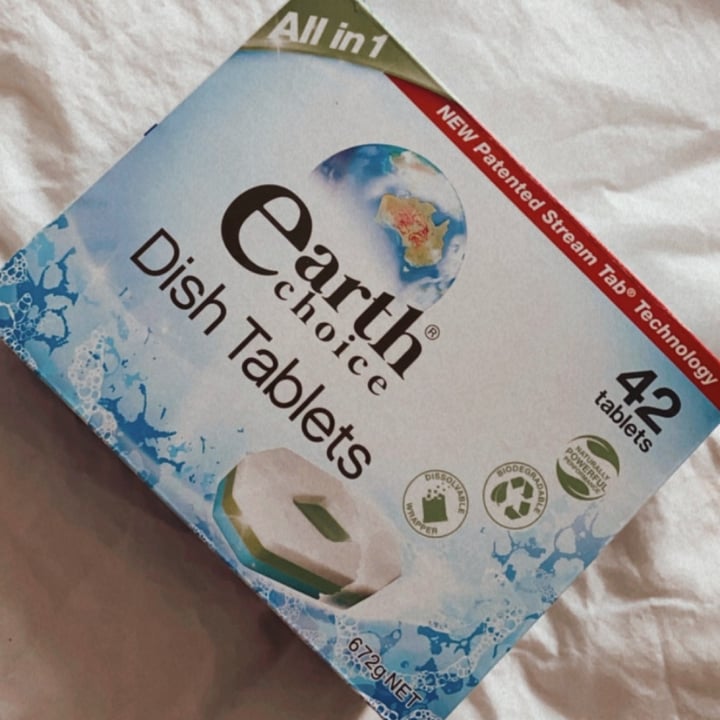 All in 1
NEW Patented Stream Tab® Technology
earth®
choice
Dish Tablets
42
tablets
DISSOLVABLE
WRAPPER
BIODEGRADABLE
NATURALLY
POWERFUL
PERFORMANCE
672g NET